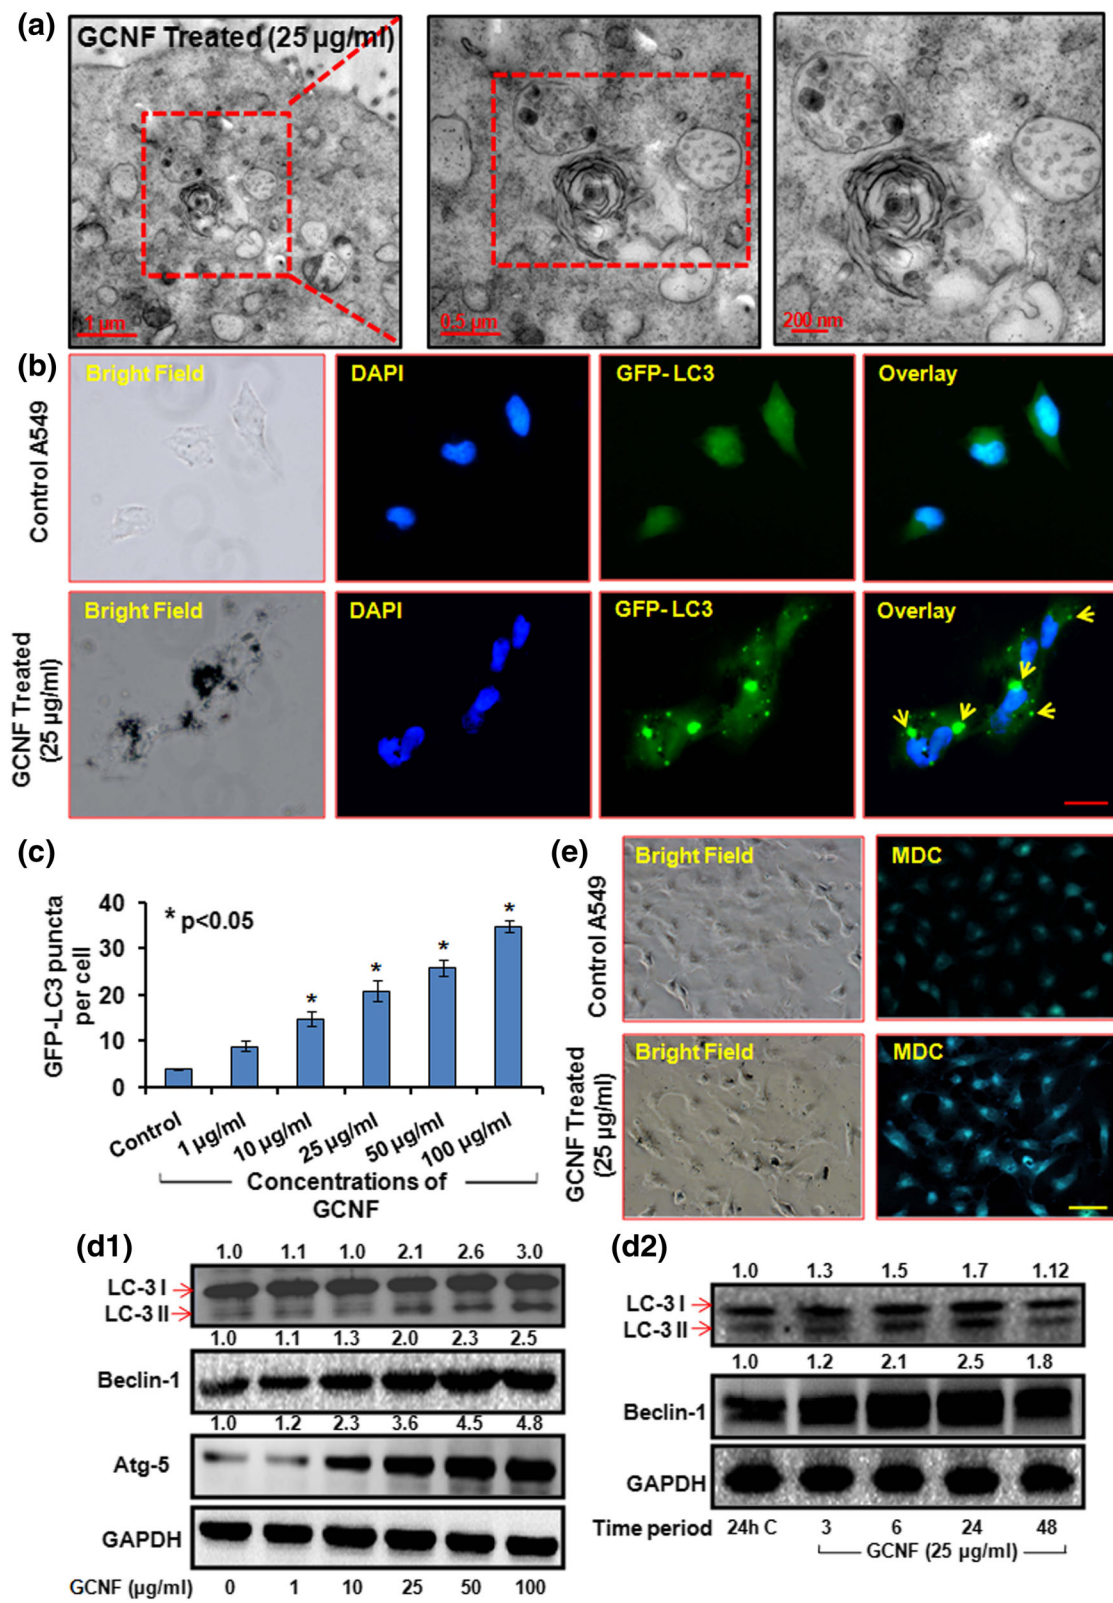 (a)
GCNF Treated (25 µg/ml)
1 µm
0.5 µm
200 nm
(b)
Control A549
Bright Field
DAPI
GFP- LC3
Overlay
GCNF Treated
(25 µg/ml)
Bright Field
DAPI
GFP- LC3
Overlay
(c)
GFP-LC3 puncta
per cell
40
30
20
10
0
* p<0.05
*
*
*
*
Control
1 µg/ml
10 µg/ml
25 µg/ml
50 µg/ml
100 µg/ml
Concentrations of
GCNF
(e)
Control A549
Bright Field
MDC
GCNF Treated
(25 µg/ml)
Bright Field
MDC
(d1)
1.0 1.1 1.0 2.1 2.6 3.0
LC-3 I
LC-3 II
1.0 1.1 1.3 2.0 2.3 2.5
Beclin-1
1.0 1.2 2.3 3.6 4.5 4.8
Atg-5
GAPDH
GCNF (µg/ml) 0 1 10 25 50 100
(d2)
1.0 1.3 1.5 1.7 1.12
LC-3 I
LC-3 II
1.0 1.2 2.1 2.5 1.8
Beclin-1
GAPDH
Time period 24h C 3 6 24 48
GCNF (25 µg/ml)